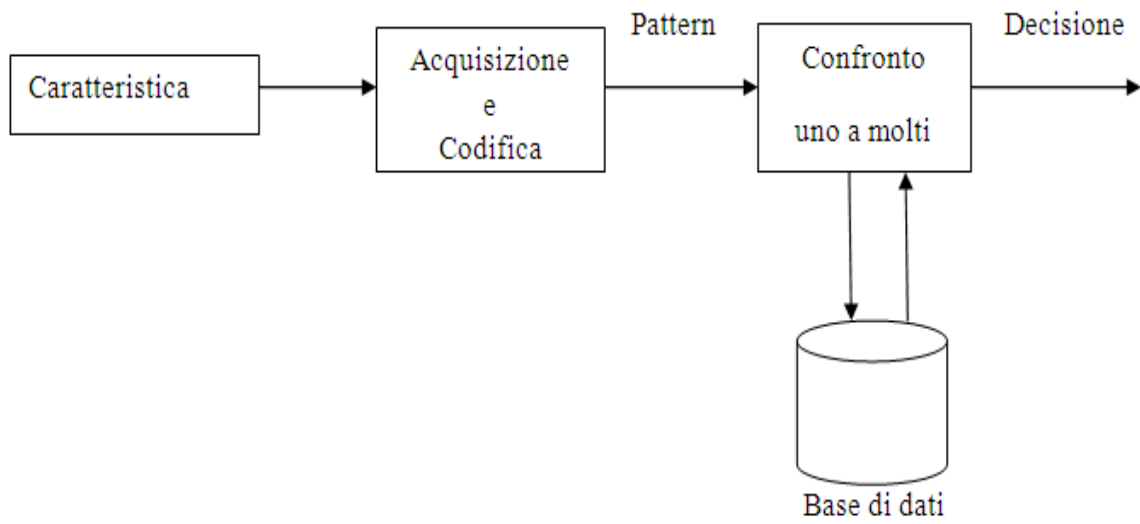 Caratteristica
Acquisizione
e
Codifica
Pattern
Confronto
uno a molti
Decisione
Base di dati